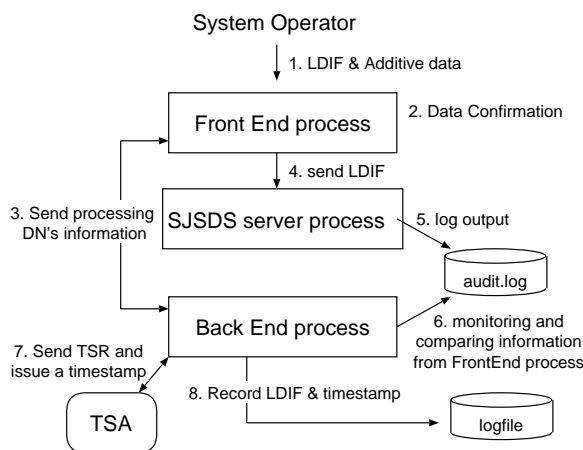 System Operator
1. LDIF & Additive data
Front End process
2. Data Confirmation
4. send LDIF
3. Send processing
DN's information
SJSDS server process
5. log output
audit.log
Back End process
6. monitoring and
comparing information
from FrontEnd process
7. Send TSR and
issue a timestamp
8. Record LDIF & timestamp
TSA
logfile